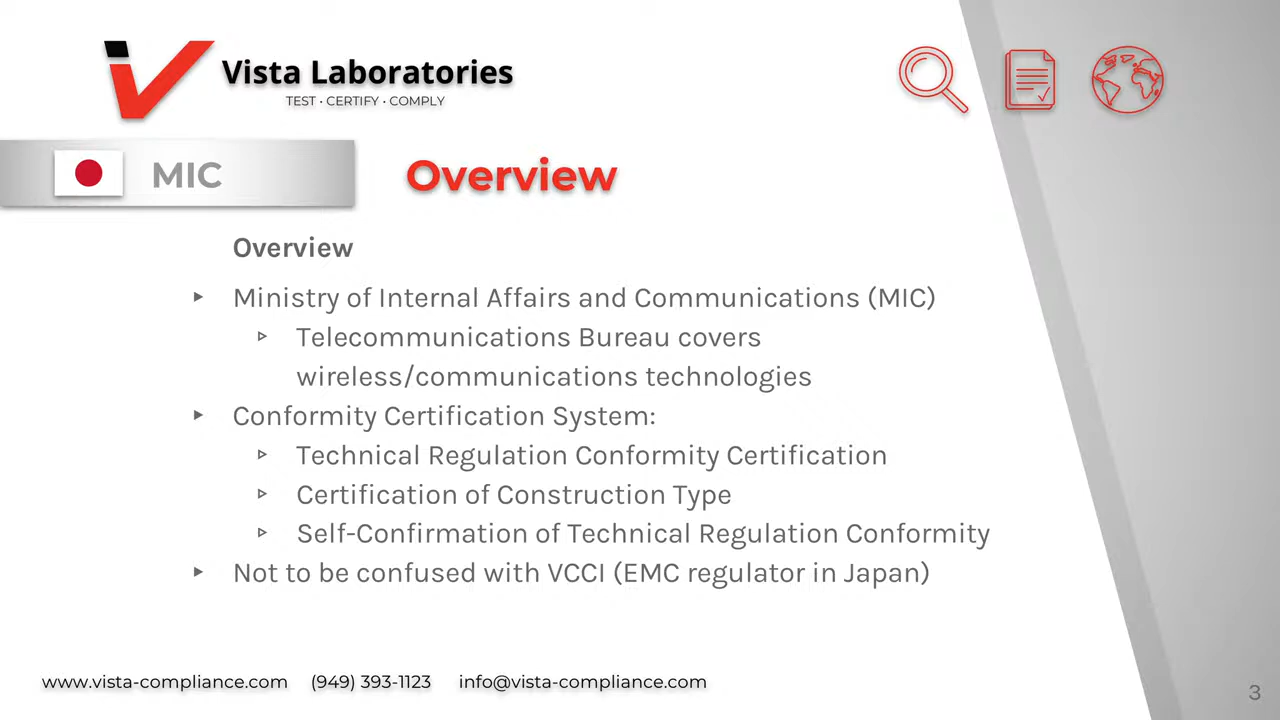 Vista Laboratories
TEST · CERTIFY · COMPLY
MIC
Overview
Overview
Ministry of Internal Affairs and Communications (MIC)
Telecommunications Bureau covers
wireless/communications technologies
Conformity Certification System:
Technical Regulation Conformity Certification
Certification of Construction Type
Self-Confirmation of Technical Regulation Conformity
Not to be confused with VCCI (EMC regulator in Japan)
www.vista-compliance.com (949) 393-1123 info@vista-compliance.com
3